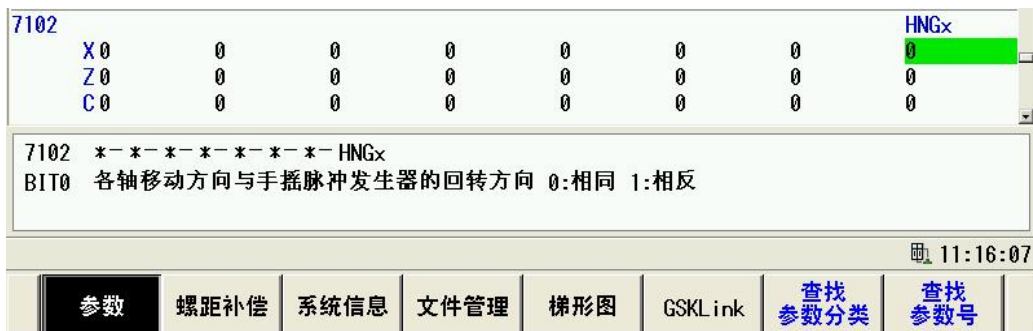 7102 HNGx
X 0 0 0 0 0 0 0 0
Z 0 0 0 0 0 0 0 0
C 0 0 0 0 0 0 0 0
7102 *- *- *- *- *- *- *- HNGx
BIT0 各轴移动方向与手摇脉冲发生器的回转方向 0:相同 1:相反
11:16:07
参数 螺距补偿 系统信息 文件管理 梯形图 GSKLink 查找参数分类 查找参数号